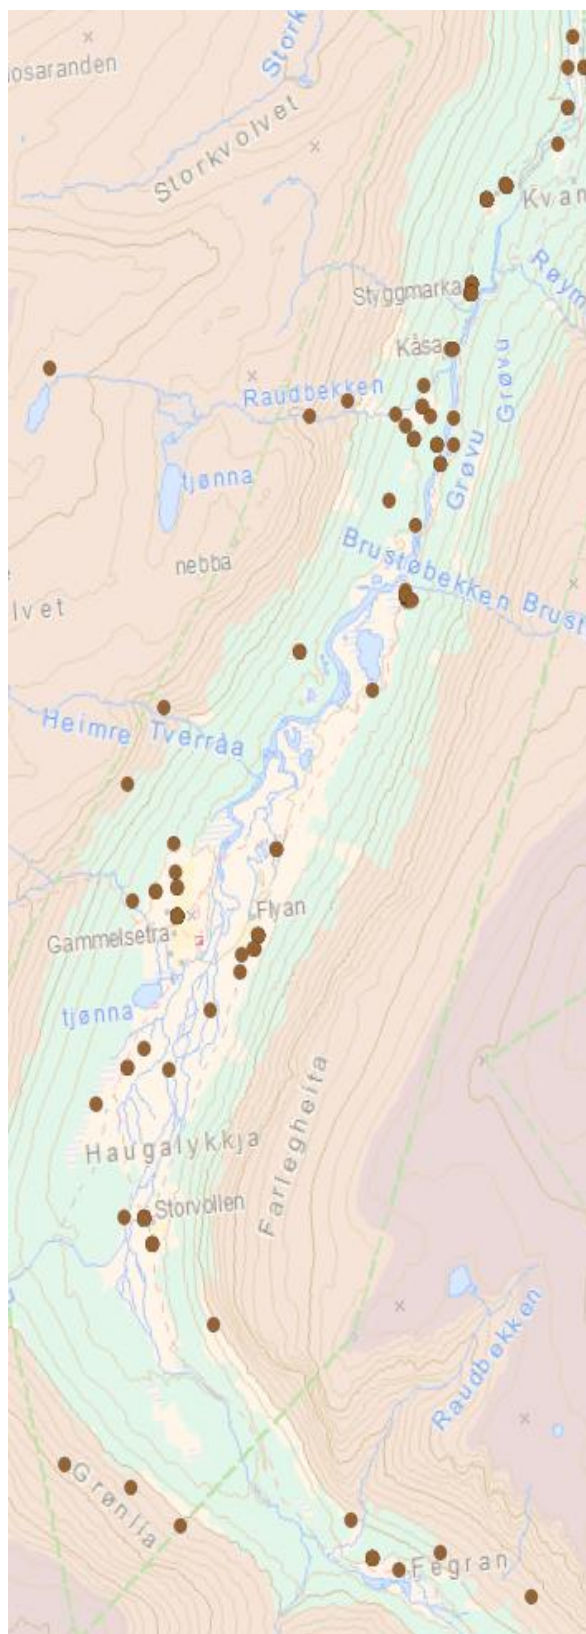 Stork
osaranden
Storkvolvet
Kvam
Røym
Styggmarka
Kåsa
Grøvu
Raudbekken
Grøvu
tjønna
Brustøbekken Brust
nebba
lvet
Heimre Tverråa
Flyan
Gammelsetra
tjønna
Farlegheita
Haugalykkja
Storvollen
Raudbekken
Grønlia
Fegran